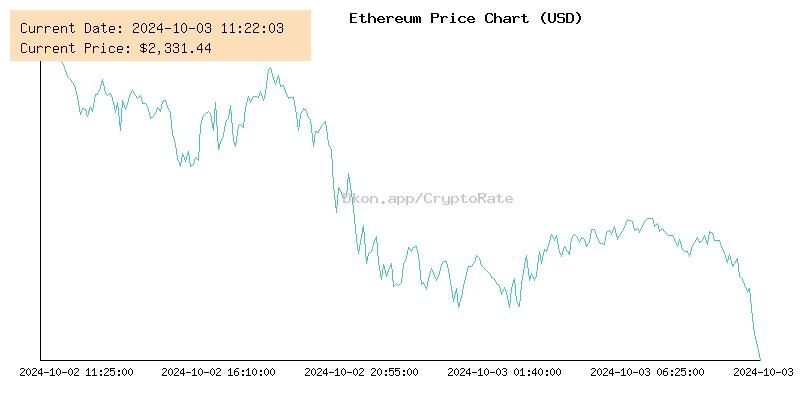 Ethereum Price Chart (USD)
Current Date: 2024-10-03 11:22:03
Current Price: $2,331.44
Dkon.app/CryptoRate
2024-10-02 11:25:00 2024-10-02 16:10:00 2024-10-02 20:55:00 2024-10-03 01:40:00 2024-10-03 06:25:00 2024-10-03